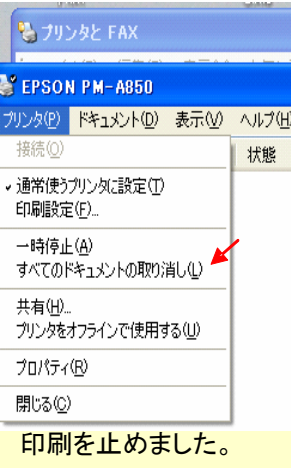 プリンタと FAX
EPSON PM-A850
プリンタ(P) ドキュメント(D) 表示(V) ヘルプ(H)
接続(O)
状態
通常使うプリンタに設定(T)
印刷設定(F)...
一時停止(A)
すべてのドキュメントの取り消し(L)
共有(H)...
プリンタをオフラインで使用する(U)
プロパティ(R)
閉じる(C)
印刷を止めました。